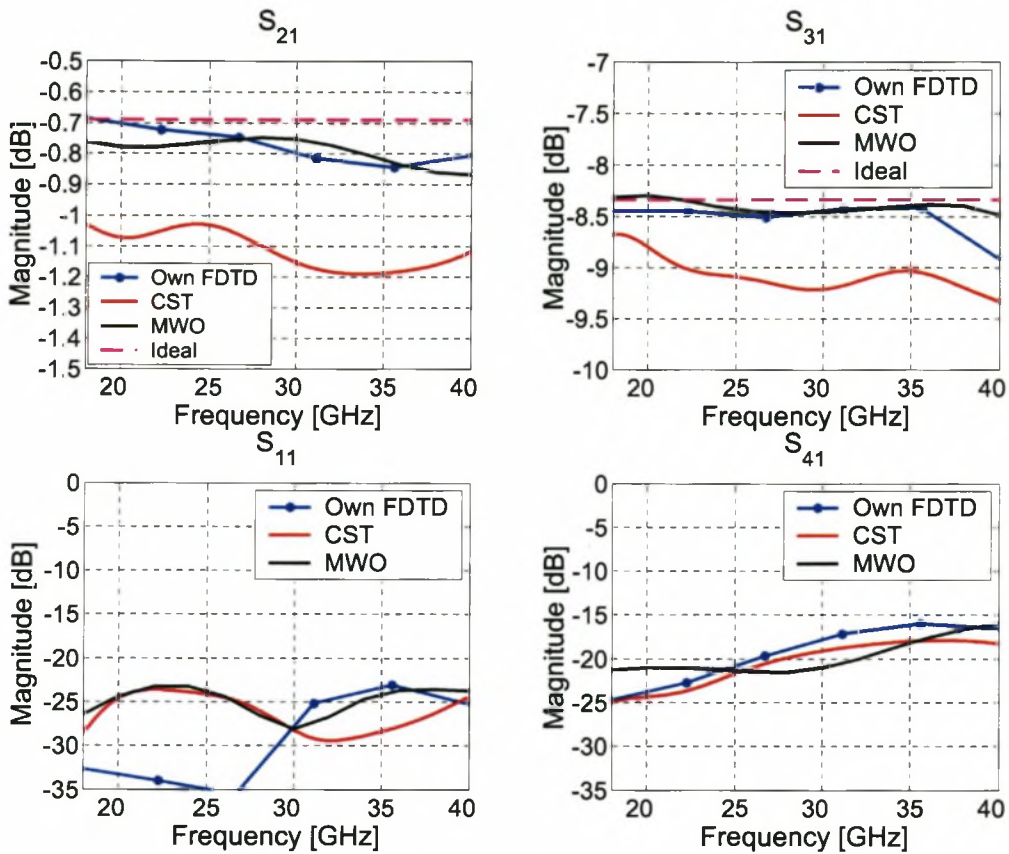 S21
Magnitude [dB]
-0.5
-0.6
-0.7
-0.8
-0.9
-1
-1.1
-1.2
-1.3
-1.4
-1.5
Own FDTD
CST
MWO
Ideal
20 25 30 35 40
Frequency [GHz]
S31
Magnitude [dB]
-7
-7.5
-8
-8.5
-9
-9.5
-10
Own FDTD
CST
MWO
Ideal
20 25 30 35 40
Frequency [GHz]
S11
Magnitude [dB]
0
-5
-10
-15
-20
-25
-30
-35
Own FDTD
CST
MWO
20 25 30 35 40
Frequency [GHz]
S41
Magnitude [dB]
0
-5
-10
-15
-20
-25
-30
-35
Own FDTD
CST
MWO
20 25 30 35 40
Frequency [GHz]